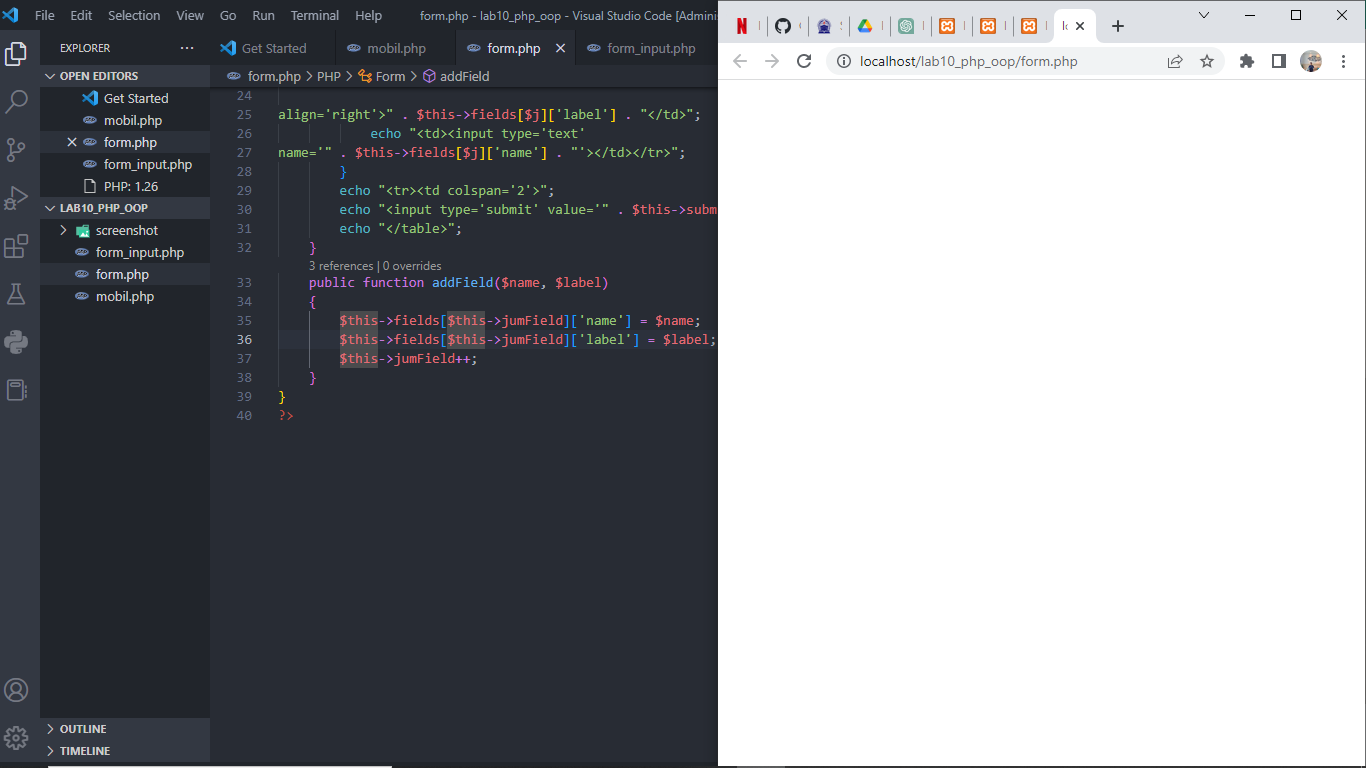 File Edit Selection View Go Run Terminal Help form.php - lab10_php_oop - Visual Studio Code [Admini
EXPLORER ···
Get Started mobil.php form.php form_input.php
OPEN EDITORS
Get Started
mobil.php
form.php
form_input.php
PHP: 1.26
LAB10_PHP_OOP
screenshot
form_input.php
form.php
mobil.php
OUTLINE
TIMELINE
form.php > PHP > Form > addField
24
25 align='right'>" . $this->fields[$j]['label'] . "</td>";
26 echo "<td><input type='text'
27 name='" . $this->fields[$j]['name'] . "'></td></tr>";
28 }
29 echo "<tr><td colspan='2'>";
30 echo "<input type='submit' value='" . $this->subm
31 echo "</table>";
32 }
3 references | 0 overrides
33 public function addField($name, $label)
34 {
35 $this->fields[$this->jumField]['name'] = $name;
36 $this->fields[$this->jumField]['label'] = $label;
37 $this->jumField++;
38 }
39 }
40 ?>
localhost/lab10_php_oop/form.php